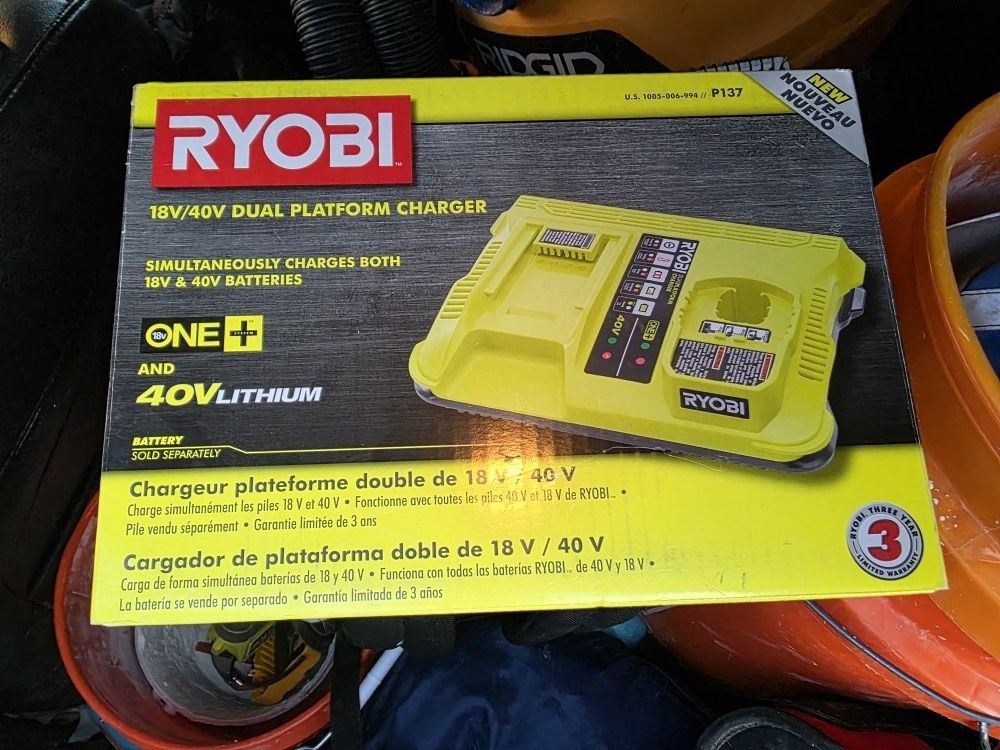 RIDGID
U.S. 1005-006-994 // P137
NEW
NOUVEAU
NUEVO
RYOBI™
18V/40V DUAL PLATFORM CHARGER
SIMULTANEOUSLY CHARGES BOTH
18V & 40V BATTERIES
18V ONE+ SYSTEM
AND
40V LITHIUM
BATTERY
SOLD SEPARATELY
RYOBI
40V
ONE+
RYOBI
Chargeur plateforme double de 18 V / 40 V
Charge simultanément les piles 18 V et 40 V • Fonctionne avec toutes les piles 40 V et 18 V de RYOBI™ •
Pile vendu séparément • Garantie limitée de 3 ans
Cargador de plataforma doble de 18 V / 40 V
Carga de forma simultánea baterías de 18 y 40 V • Funciona con todas las baterías RYOBI™ de 40 V y 18 V •
La batería se vende por separado • Garantía limitada de 3 años
RYOBI THREE YEAR
3
LIMITED WARRANTY